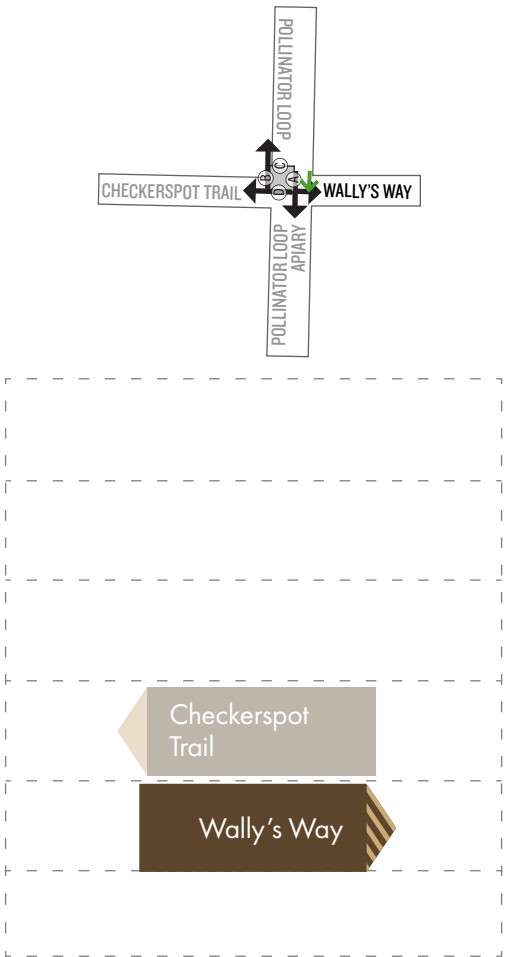 POLLINATOR LOOP
C
B
A
D
CHECKERSPOT TRAIL
WALLY'S WAY
POLLINATOR LOOP
APIARY
Checkerspot
Trail
Wally's Way